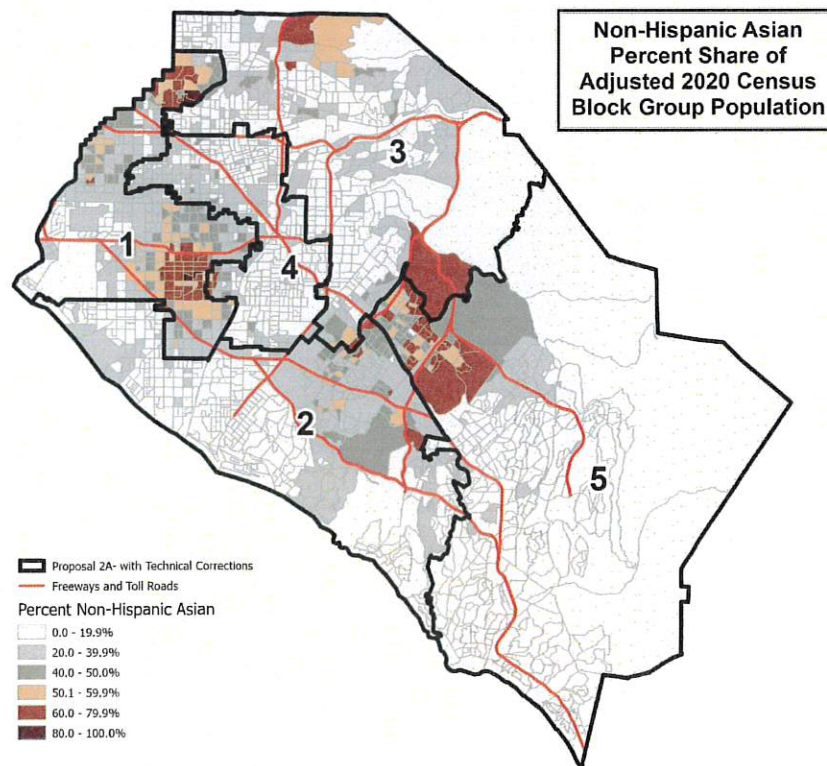 Non-Hispanic Asian
Percent Share of
Adjusted 2020 Census
Block Group Population
3
1
4
2
5
Proposal 2A- with Technical Corrections
Freeways and Toll Roads
Percent Non-Hispanic Asian
0.0 - 19.9%
20.0 - 39.9%
40.0 - 50.0%
50.1 - 59.9%
60.0 - 79.9%
80.0 - 100.0%